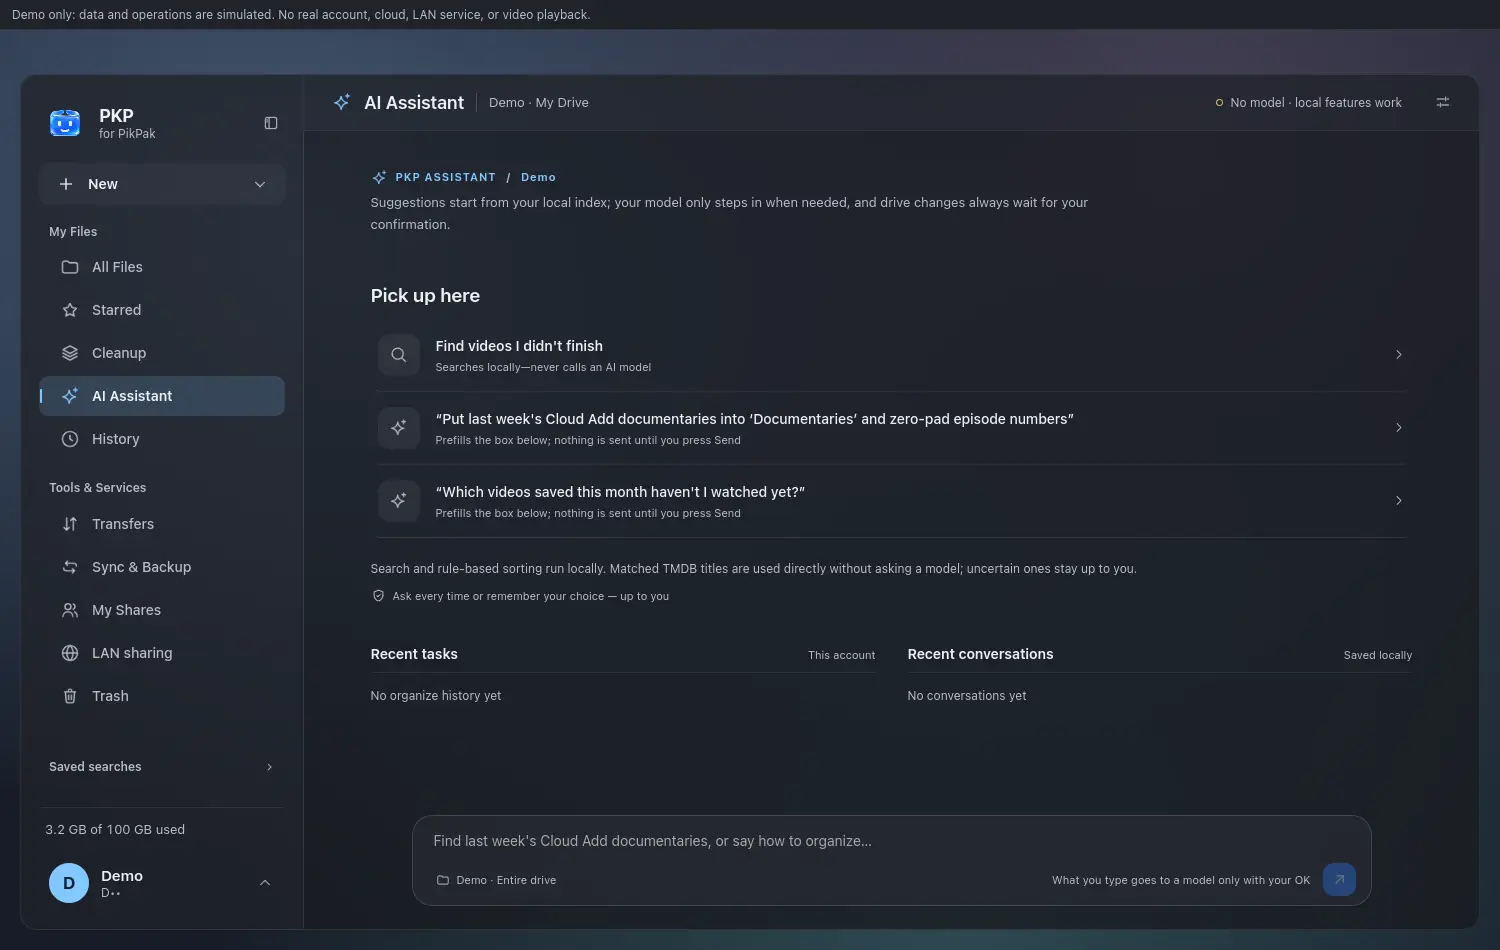 Demo only: data and operations are simulated. No real account, cloud, LAN service, or video playback.
PKP
for PikPak
New
My Files
All Files
Starred
Cleanup
AI Assistant
History
Tools & Services
Transfers
Sync & Backup
My Shares
LAN sharing
Trash
Saved searches
3.2 GB of 100 GB used
D
Demo
D••
AI Assistant
Demo · My Drive
No model · local features work
PKP ASSISTANT / Demo
Suggestions start from your local index; your model only steps in when needed, and drive changes always wait for your
confirmation.
Pick up here
Find videos I didn't finish
Searches locally—never calls an AI model
“Put last week's Cloud Add documentaries into ‘Documentaries’ and zero-pad episode numbers”
Prefills the box below; nothing is sent until you press Send
“Which videos saved this month haven't I watched yet?”
Prefills the box below; nothing is sent until you press Send
Search and rule-based sorting run locally. Matched TMDB titles are used directly without asking a model; uncertain ones stay up to you.
Ask every time or remember your choice — up to you
Recent tasks
This account
No organize history yet
Recent conversations
Saved locally
No conversations yet
Find last week's Cloud Add documentaries, or say how to organize...
Demo · Entire drive
What you type goes to a model only with your OK